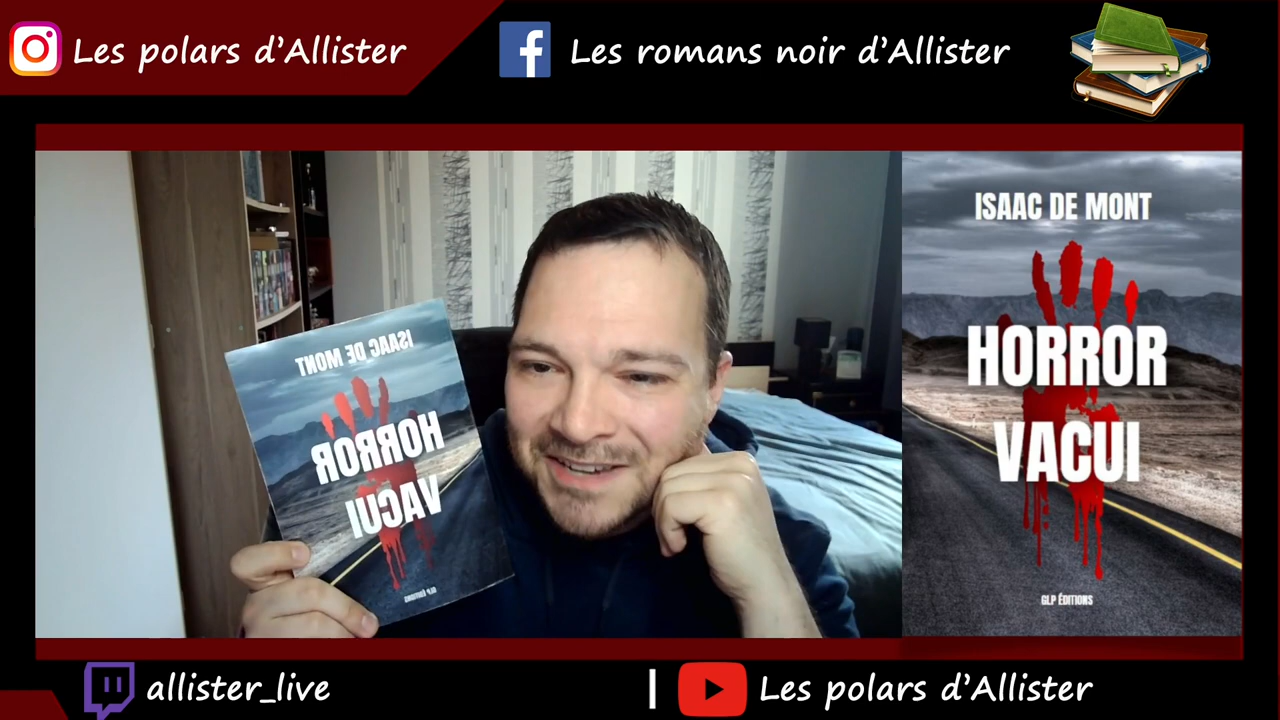 Les polars d'Allister
Les romans noir d'Allister
ISAAC DE MONT
HORROR
VACUI
GLP ÉDITIONS
ISAAC DE MONT
HORROR
VACUI
GLP ÉDITIONS
allister_live
|
Les polars d'Allister